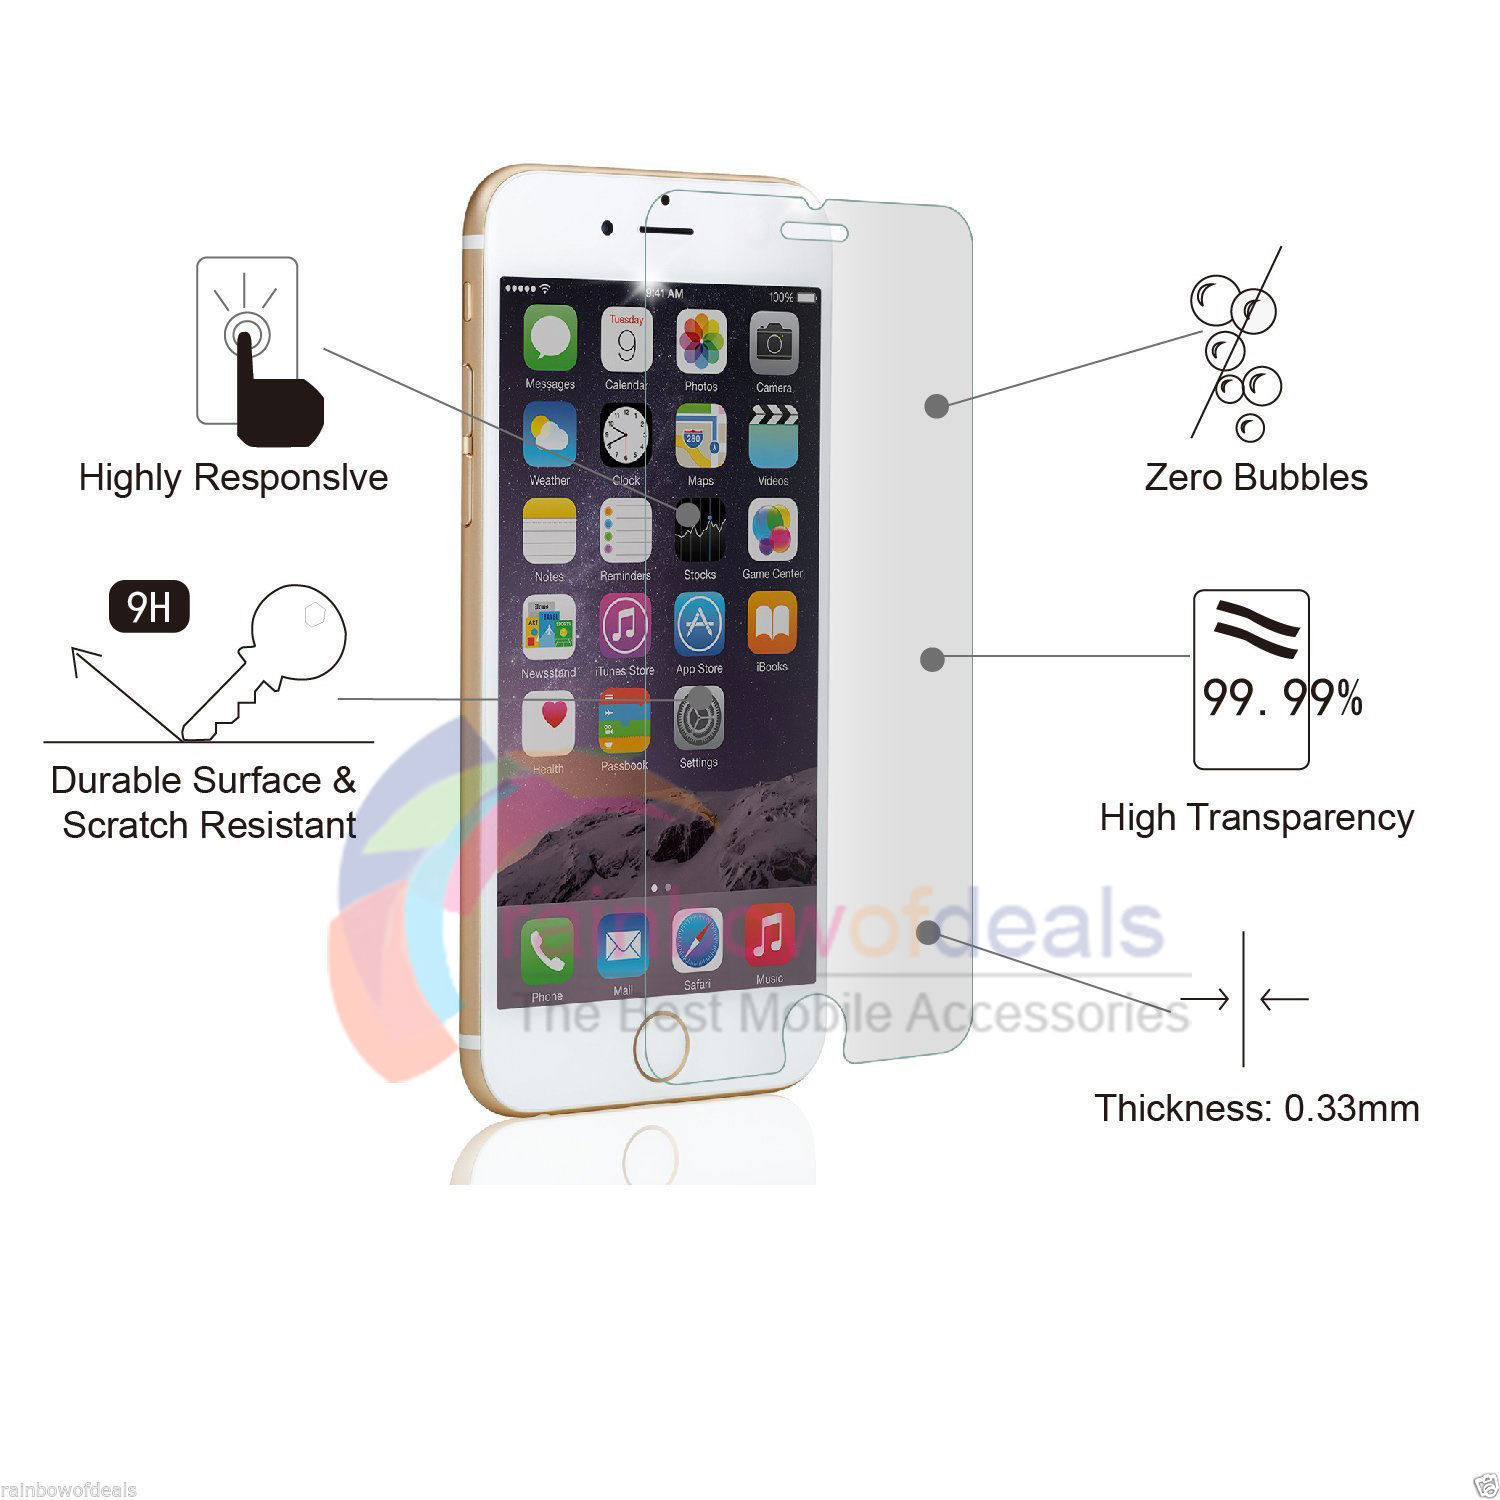 Highly Responslve
9H
Durable Surface &
Scratch Resistant
9:41 AM
100%
Tuesday
9
Messages
Calendar
Photos
Camera
280
Weather
Clock
Maps
Videos
Notes
Reminders
Stocks
Game Center
Newsstand
iTunes Store
App Store
iBooks
Health
Passbook
Settings
Phone
Mail
Safari
Music
rainbowofdeals
The Best Mobile Accessories
Zero Bubbles
99.99%
High Transparency
Thickness: 0.33mm
rainbowofdeals